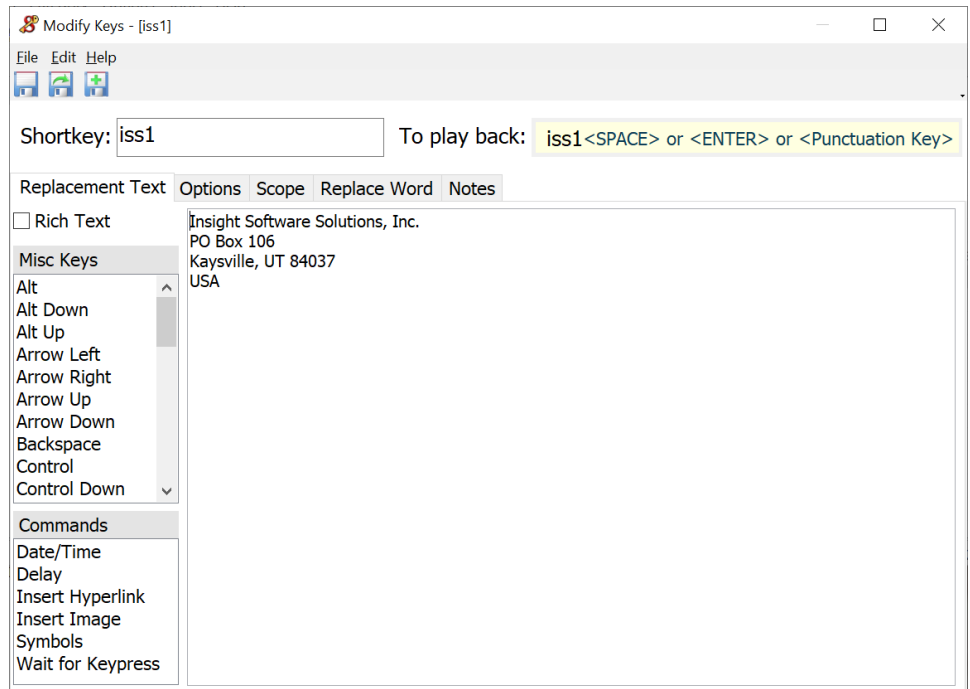 Modify Keys - [iss1]
File Edit Help
Shortkey: iss1 To play back: iss1<SPACE> or <ENTER> or <Punctuation Key>
Replacement Text Options Scope Replace Word Notes
Rich Text
Misc Keys
Alt
Alt Down
Alt Up
Arrow Left
Arrow Right
Arrow Up
Arrow Down
Backspace
Control
Control Down
Commands
Date/Time
Delay
Insert Hyperlink
Insert Image
Symbols
Wait for Keypress
Insight Software Solutions, Inc.
PO Box 106
Kaysville, UT 84037
USA